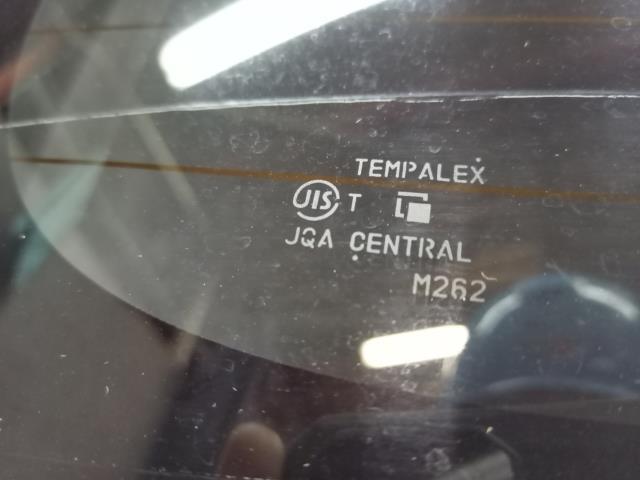 TEMPALEX
JIS T
JQA CENTRAL
M262